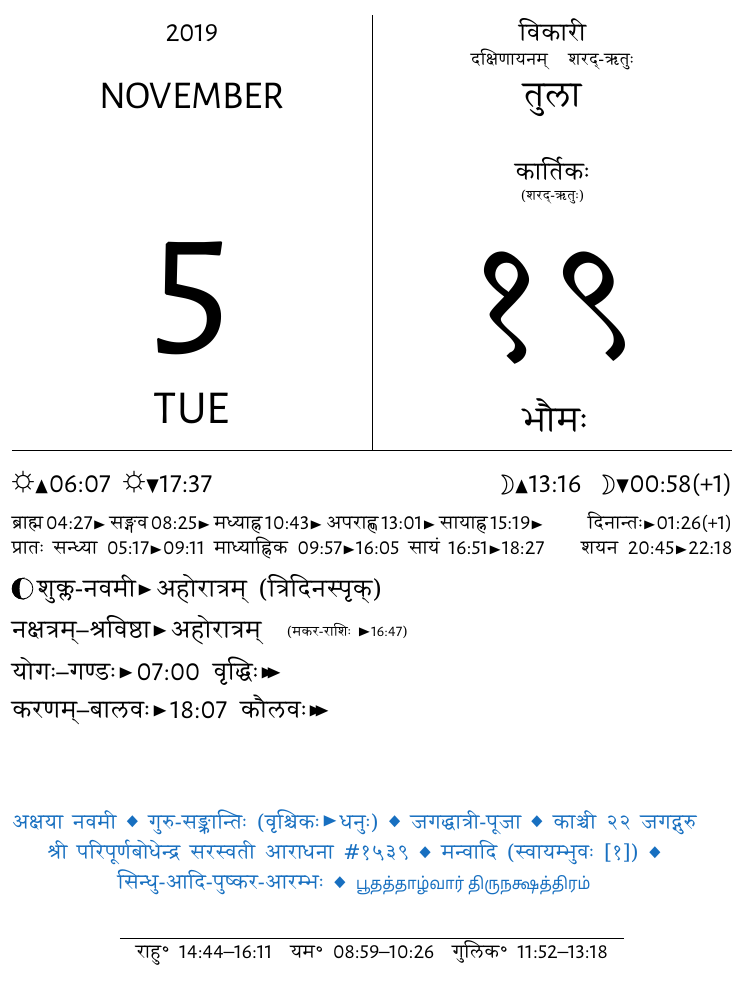 2019
NOVEMBER
5
TUE
विकारी
दक्षिणायनम् शरद्-ऋतुः
तुला
कार्तिकः
(शरद्-ऋतुः)
१९
भौमः
☼▲06:07 ☼▼17:37 ☽▲13:16 ☽▼00:58(+1)
ब्राह्म 04:27► सङ्गव 08:25► मध्याह्न 10:43► अपराह्ण 13:01► सायाह्न 15:19► दिनान्तः►01:26(+1)
प्रातः सन्ध्या 05:17►09:11 माध्याह्निक 09:57►16:05 सायं 16:51►18:27 शयन 20:45►22:18
शुक्ल-नवमी► अहोरात्रम् (त्रिदिनस्पृक्)
नक्षत्रम्–श्रविष्ठा► अहोरात्रम् (मकर-राशिः ►16:47)
योगः–गण्डः►07:00 वृद्धिः►►
करणम्–बालवः►18:07 कौलवः►►
अक्षया नवमी ◆ गुरु-सङ्क्रान्तिः (वृश्चिकः►धनुः) ◆ जगद्धात्री-पूजा ◆ काञ्ची २२ जगद्गुरु
श्री परिपूर्णबोधेन्द्र सरस्वती आराधना #१५३९ ◆ मन्वादि (स्वायम्भुवः [१]) ◆
सिन्धु-आदि-पुष्कर-आरम्भः ◆ பூதத்தாழ்வார் திருநக்ஷத்திரம்
राहु° 14:44–16:11 यम° 08:59–10:26 गुलिक° 11:52–13:18